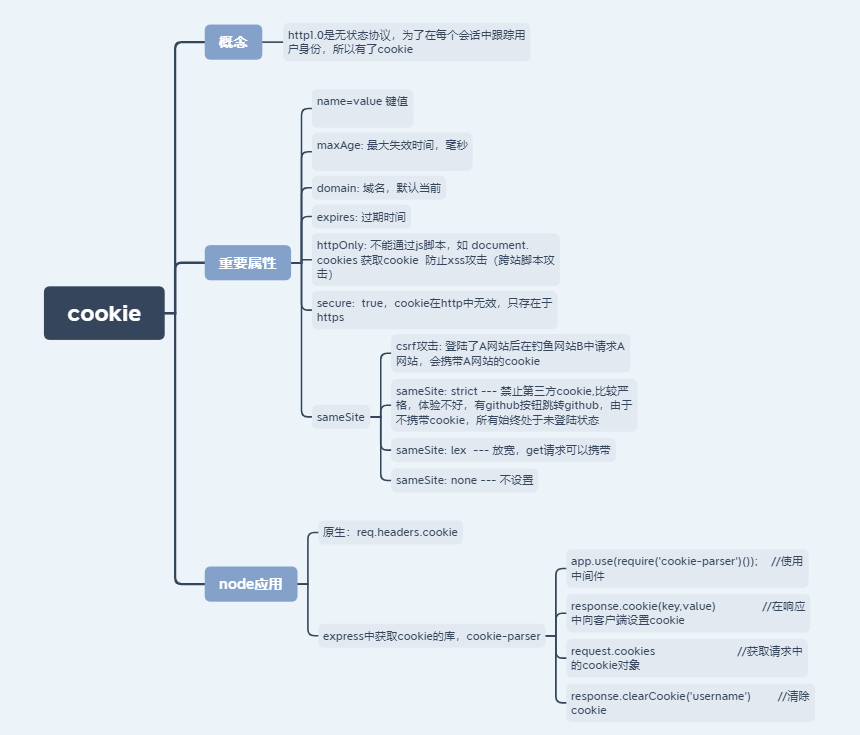 cookie
概念
http1.0是无状态协议，为了在每个会话中跟踪用
户身份，所以有了cookie
重要属性
name=value 键值
maxAge: 最大失效时间，毫秒
domain: 域名，默认当前
expires: 过期时间
httpOnly: 不能通过js脚本，如 document.
cookies 获取cookie 防止xss攻击（跨站脚本攻
击）
secure: true，cookie在http中无效，只存在于
https
sameSite
csrf攻击: 登陆了A网站后在钓鱼网站B中请求A
网站，会携带A网站的cookie
sameSite: strict --- 禁止第三方cookie,比较严
格，体验不好，有github按钮跳转github，由于
不携带cookie，所有始终处于未登陆状态
sameSite: lex --- 放宽，get请求可以携带
sameSite: none --- 不设置
node应用
原生：req.headers.cookie
express中获取cookie的库，cookie-parser
app.use(require('cookie-parser')()); //使用
中间件
response.cookie(key,value) //在响应
中向客户端设置cookie
request.cookies //获取请求中
的cookie对象
response.clearCookie('username') //清除
cookie